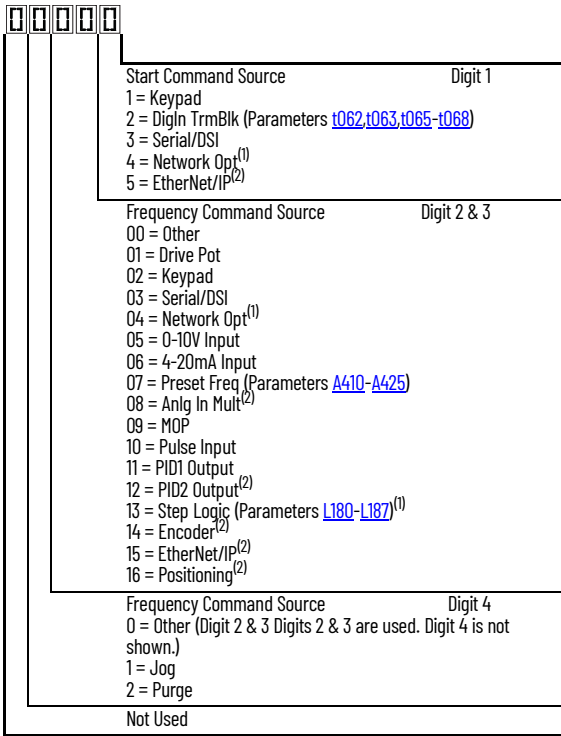 Start Command Source Digit 1
1 = Keypad
2 = DigIn TrmBlk (Parameters t062,t063,t065-t068)
3 = Serial/DSI
4 = Network Opt(1)
5 = EtherNet/IP(2)
Frequency Command Source Digit 2 & 3
00 = Other
01 = Drive Pot
02 = Keypad
03 = Serial/DSI
04 = Network Opt(1)
05 = 0-10V Input
06 = 4-20mA Input
07 = Preset Freq (Parameters A410-A425)
08 = Anlg In Mult(2)
09 = MOP
10 = Pulse Input
11 = PID1 Output
12 = PID2 Output(2)
13 = Step Logic (Parameters L180-L187)(1)
14 = Encoder(2)
15 = EtherNet/IP(2)
16 = Positioning(2)
Frequency Command Source Digit 4
0 = Other (Digit 2 & 3 Digits 2 & 3 are used. Digit 4 is not
shown.)
1 = Jog
2 = Purge
Not Used